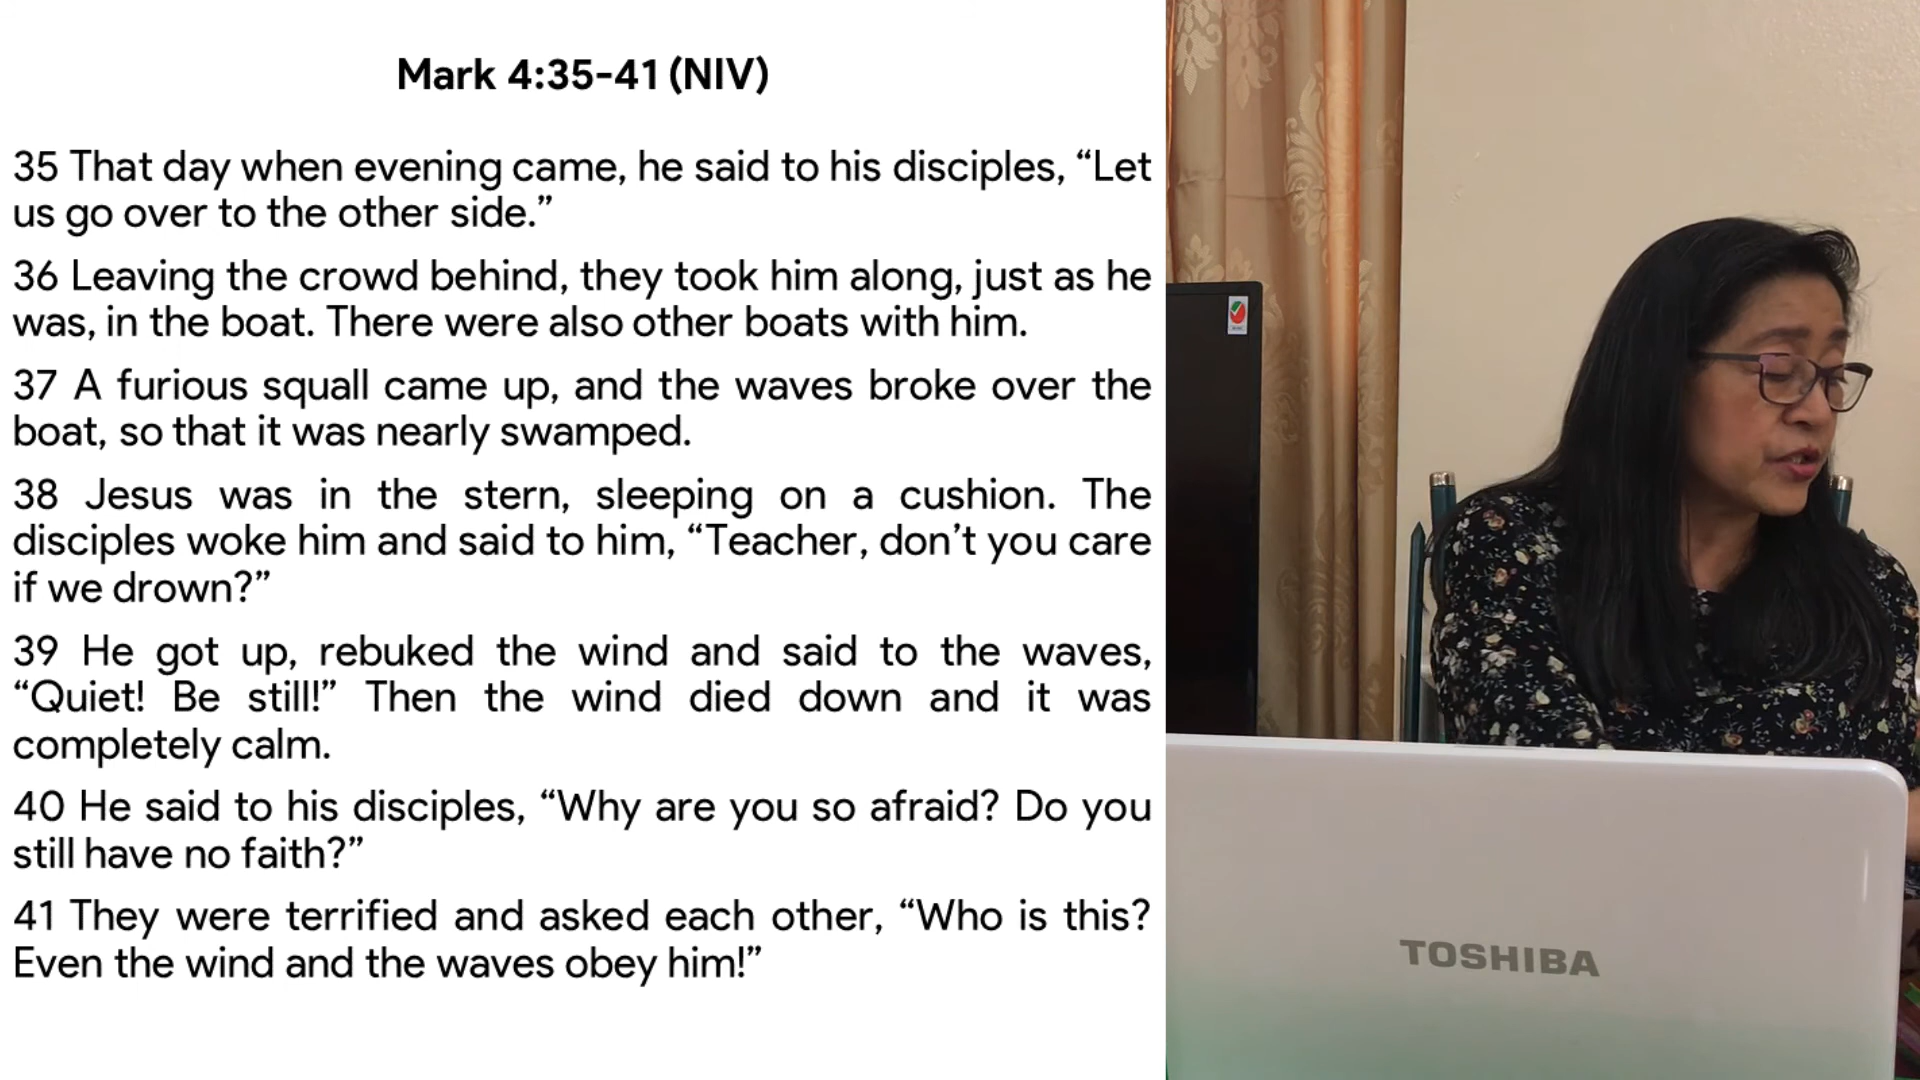 Mark 4:35-41 (NIV)
35 That day when evening came, he said to his disciples, “Let
us go over to the other side.”
36 Leaving the crowd behind, they took him along, just as he
was, in the boat. There were also other boats with him.
37 A furious squall came up, and the waves broke over the
boat, so that it was nearly swamped.
38 Jesus was in the stern, sleeping on a cushion. The
disciples woke him and said to him, “Teacher, don’t you care
if we drown?”
39 He got up, rebuked the wind and said to the waves,
“Quiet! Be still!” Then the wind died down and it was
completely calm.
40 He said to his disciples, “Why are you so afraid? Do you
still have no faith?”
41 They were terrified and asked each other, “Who is this?
Even the wind and the waves obey him!”
TOSHIBA